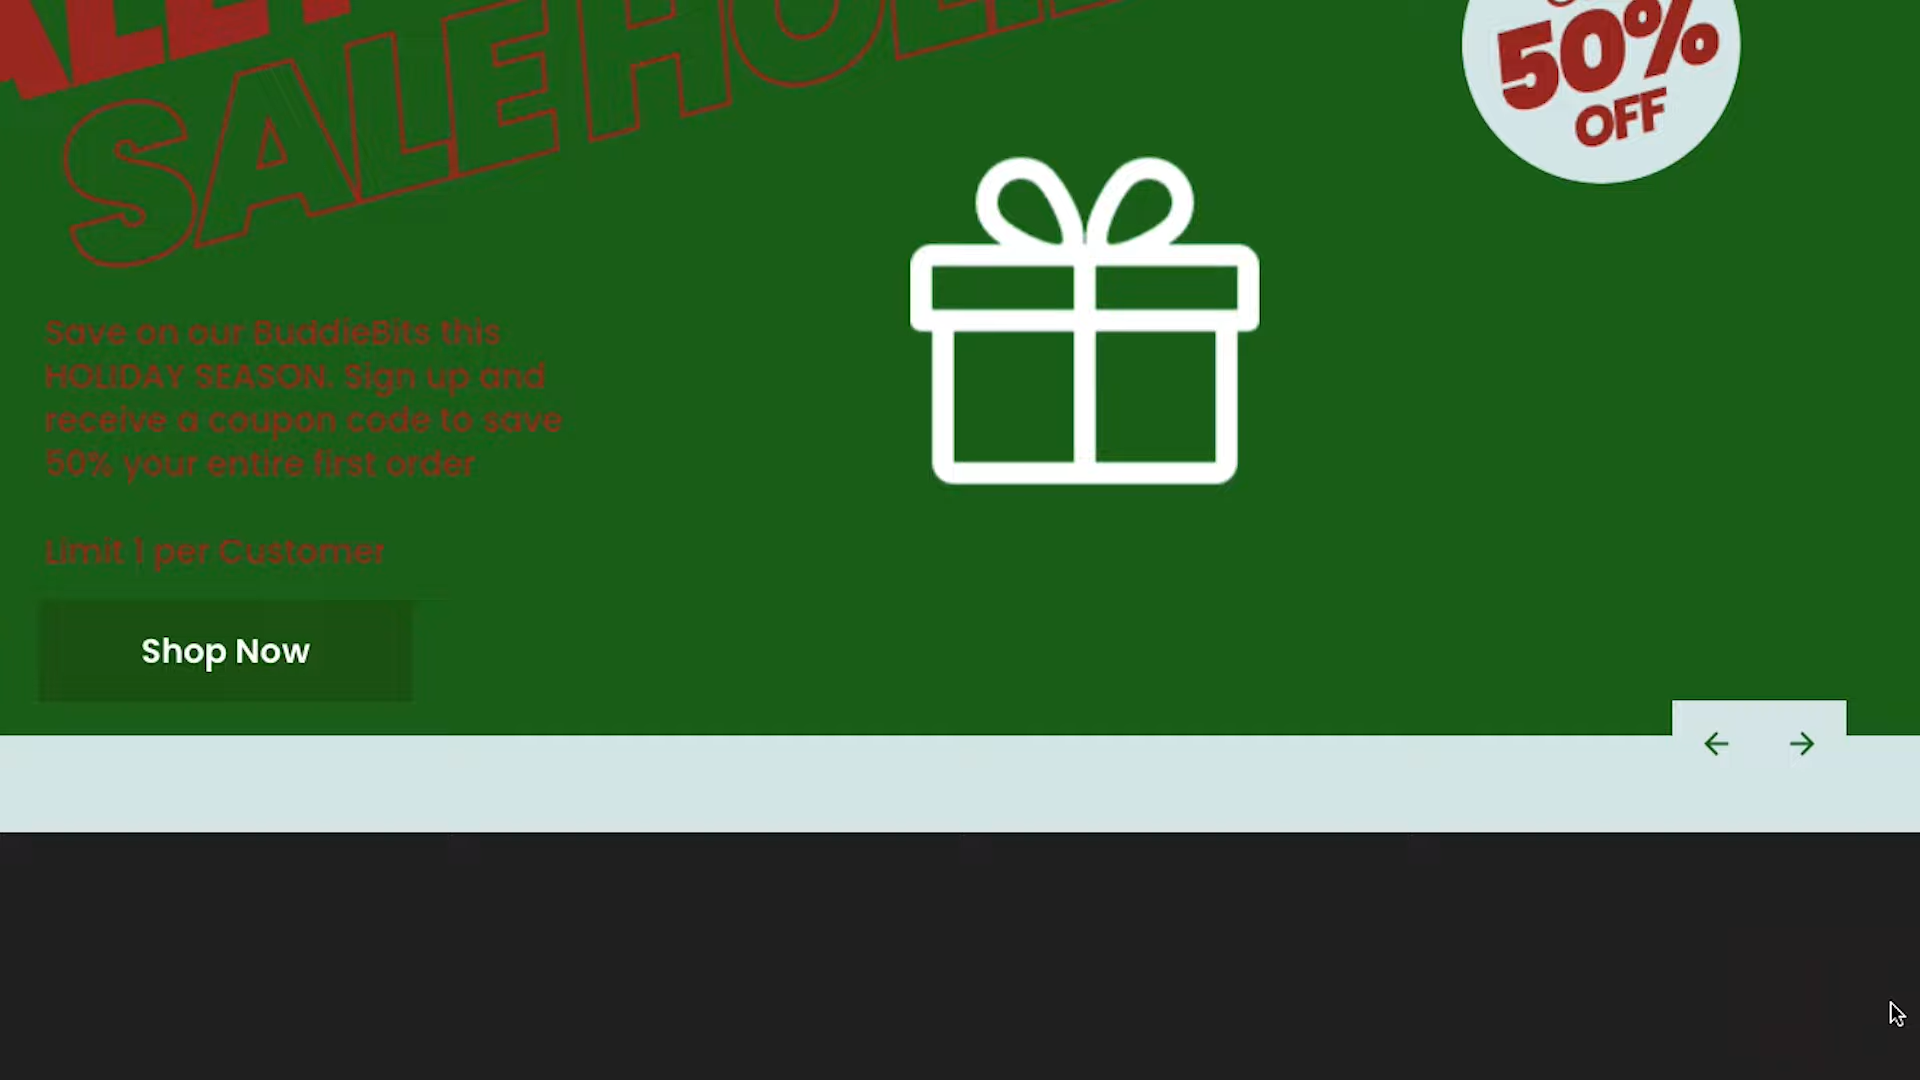 SALE HOLI
50%
OFF
Save on our BuddieBits this
HOLIDAY SEASON. Sign up and
receive a coupon code to save
50% your entire first order
Limit 1 per Customer
Shop Now